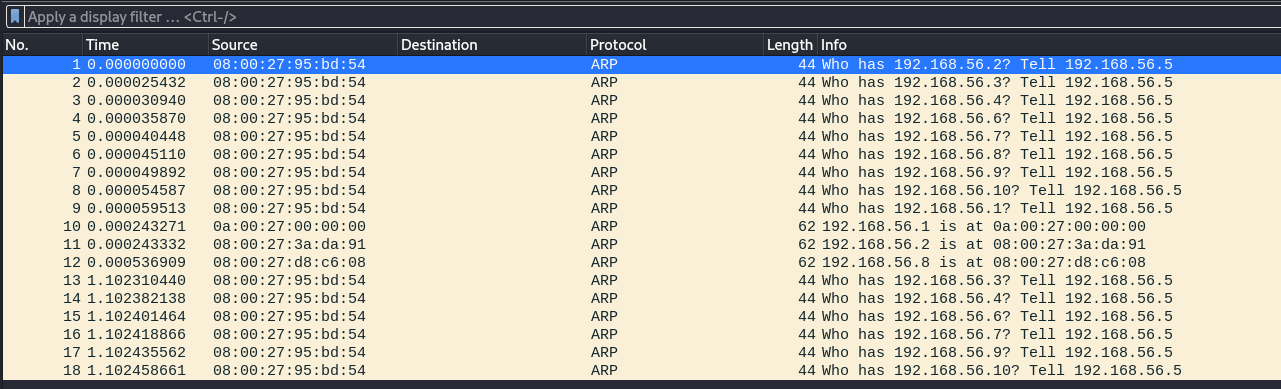 Apply a display filter … <Ctrl-/>
No. Time Source Destination Protocol Length Info
1 0.000000000 08:00:27:95:bd:54 ARP 44 Who has 192.168.56.2? Tell 192.168.56.5
2 0.000025432 08:00:27:95:bd:54 ARP 44 Who has 192.168.56.3? Tell 192.168.56.5
3 0.000030940 08:00:27:95:bd:54 ARP 44 Who has 192.168.56.4? Tell 192.168.56.5
4 0.000035870 08:00:27:95:bd:54 ARP 44 Who has 192.168.56.6? Tell 192.168.56.5
5 0.000040448 08:00:27:95:bd:54 ARP 44 Who has 192.168.56.7? Tell 192.168.56.5
6 0.000045110 08:00:27:95:bd:54 ARP 44 Who has 192.168.56.8? Tell 192.168.56.5
7 0.000049892 08:00:27:95:bd:54 ARP 44 Who has 192.168.56.9? Tell 192.168.56.5
8 0.000054587 08:00:27:95:bd:54 ARP 44 Who has 192.168.56.10? Tell 192.168.56.5
9 0.000059513 08:00:27:95:bd:54 ARP 44 Who has 192.168.56.1? Tell 192.168.56.5
10 0.000243271 0a:00:27:00:00:00 ARP 62 192.168.56.1 is at 0a:00:27:00:00:00
11 0.000243332 08:00:27:3a:da:91 ARP 62 192.168.56.2 is at 08:00:27:3a:da:91
12 0.000536909 08:00:27:d8:c6:08 ARP 62 192.168.56.8 is at 08:00:27:d8:c6:08
13 1.102310440 08:00:27:95:bd:54 ARP 44 Who has 192.168.56.3? Tell 192.168.56.5
14 1.102382138 08:00:27:95:bd:54 ARP 44 Who has 192.168.56.4? Tell 192.168.56.5
15 1.102401464 08:00:27:95:bd:54 ARP 44 Who has 192.168.56.6? Tell 192.168.56.5
16 1.102418866 08:00:27:95:bd:54 ARP 44 Who has 192.168.56.7? Tell 192.168.56.5
17 1.102435562 08:00:27:95:bd:54 ARP 44 Who has 192.168.56.9? Tell 192.168.56.5
18 1.102458661 08:00:27:95:bd:54 ARP 44 Who has 192.168.56.10? Tell 192.168.56.5